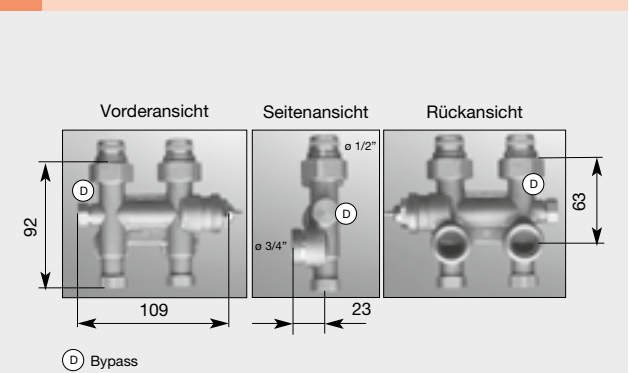 Vorderansicht
Seitenansicht
Rückansicht
ø 1/2"
D
D
D
92
63
ø 3/4"
109
23
D Bypass